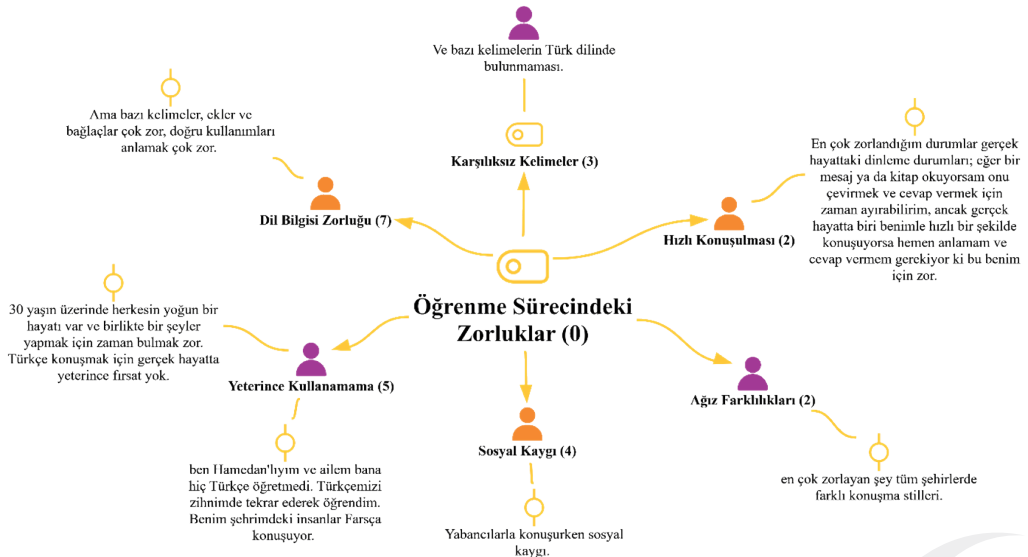 Ve bazı kelimelerin Türk dilinde
bulunmaması.
Karşılıksız Kelimeler (3)
Ama bazı kelimeler, ekler ve
bağlaçlar çok zor, doğru kullanımları
anlamak çok zor.
Dil Bilgisi Zorluğu (7)
En çok zorlandığım durumlar gerçek
hayattaki dinleme durumları; eğer bir
mesaj ya da kitap okuyorsam onu
çevirmek ve cevap vermek için
zaman ayırabilirim, ancak gerçek
hayatta biri benimle hızlı bir şekilde
konuşuyorsa hemen anlamam ve
cevap vermem gerekiyor ki bu benim
için zor.
Hızlı Konuşulması (2)
Öğrenme Sürecindeki
Zorluklar (0)
30 yaşın üzerinde herkesin yoğun bir
hayatı var ve birlikte bir şeyler
yapmak için zaman bulmak zor.
Türkçe konuşmak için gerçek hayatta
yeterince fırsat yok.
Yeterince Kullanamama (5)
ben Hamedan'lıyım ve ailem bana
hiç Türkçe öğretmedi. Türkçemizi
zihnimde tekrar ederek öğrendim.
Benim şehrimdeki insanlar Farsça
konuşuyor.
Sosyal Kaygı (4)
Yabancılarla konuşurken sosyal
kaygı.
Ağız Farklılıkları (2)
en çok zorlayan şey tüm şehirlerde
farklı konuşma stilleri.